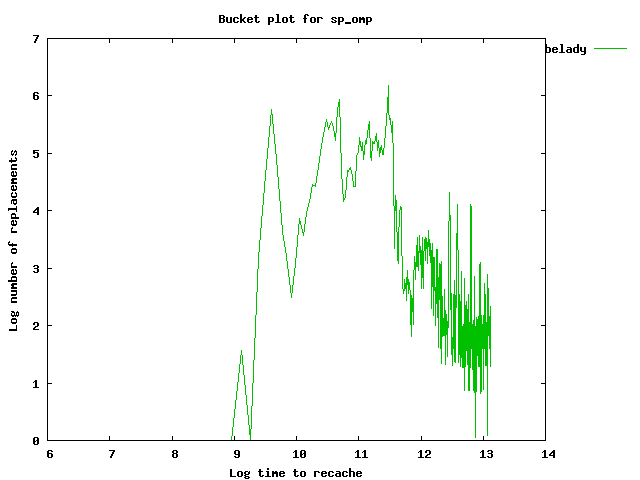 Bucket plot for sp_omp
belady
7
6
5
4
3
2
1
0
Log number of replacements
6 7 8 9 10 11 12 13 14
Log time to recache